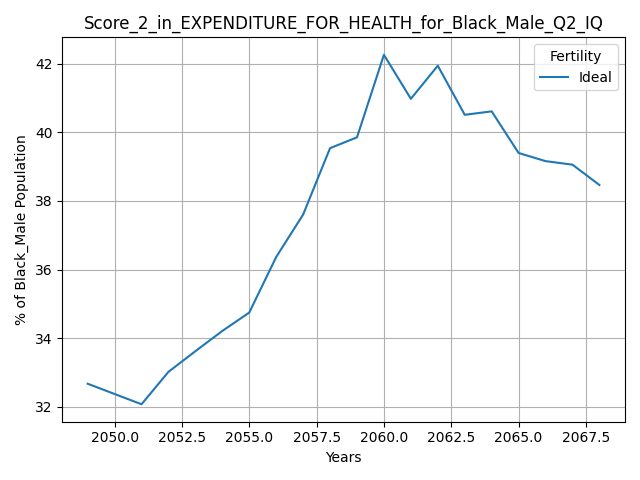 Score_2_in_EXPENDITURE_FOR_HEALTH_for_Black_Male_Q2_IQ
Fertility
Ideal
% of Black_Male Population
42
40
38
36
34
32
2050.0 2052.5 2055.0 2057.5 2060.0 2062.5 2065.0 2067.5
Years